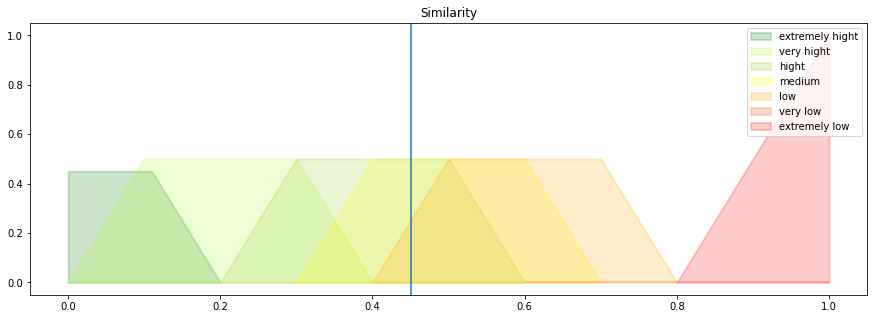 Similarity
1.0
0.8
0.6
0.4
0.2
0.0
extremely hight
very hight
hight
medium
low
very low
extremely low
0.0 0.2 0.4 0.6 0.8 1.0